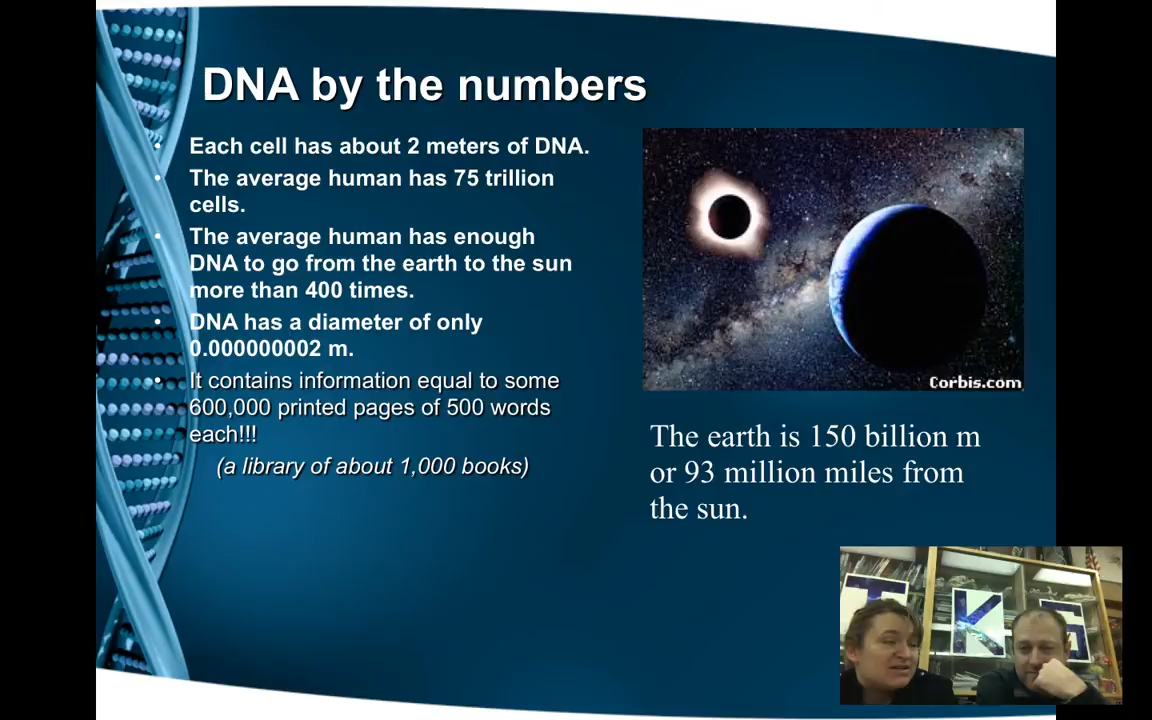 DNA by the numbers
Each cell has about 2 meters of DNA.
The average human has 75 trillion
cells.
The average human has enough
DNA to go from the earth to the sun
more than 400 times.
DNA has a diameter of only
0.000000002 m.
It contains information equal to some
600,000 printed pages of 500 words
each!!!
(a library of about 1,000 books)
Corbis.com
The earth is 150 billion m
or 93 million miles from
the sun.
T K